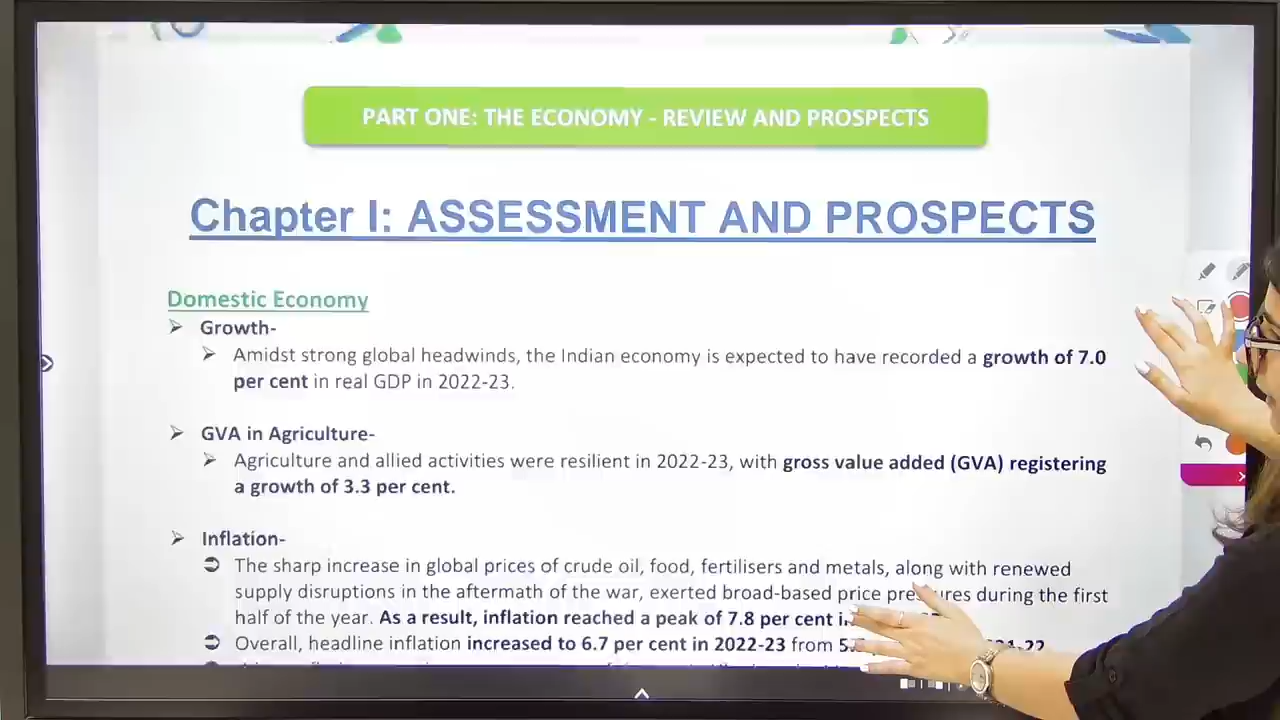 PART ONE: THE ECONOMY - REVIEW AND PROSPECTS
Chapter I: ASSESSMENT AND PROSPECTS
Domestic Economy
➢ Growth-
➢ Amidst strong global headwinds, the Indian economy is expected to have recorded a growth of 7.0
per cent in real GDP in 2022-23.
➢ GVA in Agriculture-
➢ Agriculture and allied activities were resilient in 2022-23, with gross value added (GVA) registering
a growth of 3.3 per cent.
➢ Inflation-
➲ The sharp increase in global prices of crude oil, food, fertilisers and metals, along with renewed
supply disruptions in the aftermath of the war, exerted broad-based price pressures during the first
half of the year. As a result, inflation reached a peak of 7.8 per cent
➲ Overall, headline inflation increased to 6.7 per cent in 2022-23 from